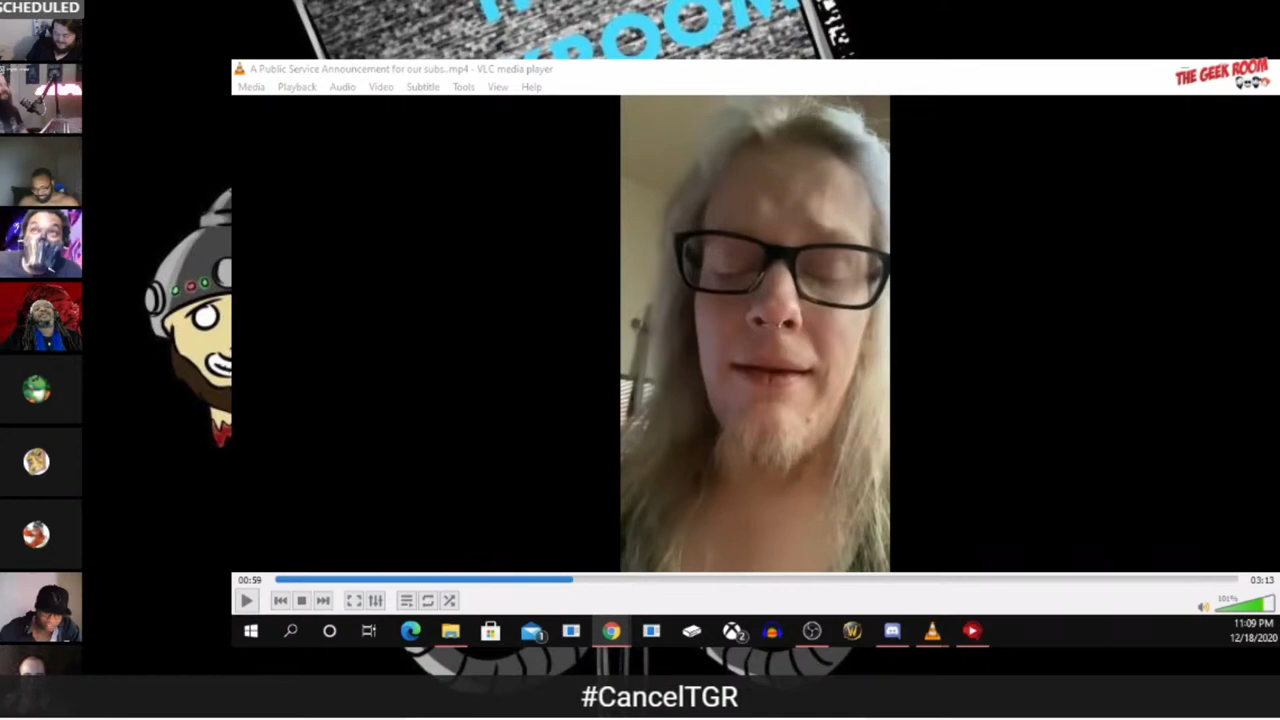 SCHEDULED
A Public Service Announcement for our subs..mp4 - VLC media player
THE GEEK ROOM
Media Playback Audio Video Subtitle Tools View Help
00:59
03:13
101%
11:09 PM
12/18/2020
#CancelTGR